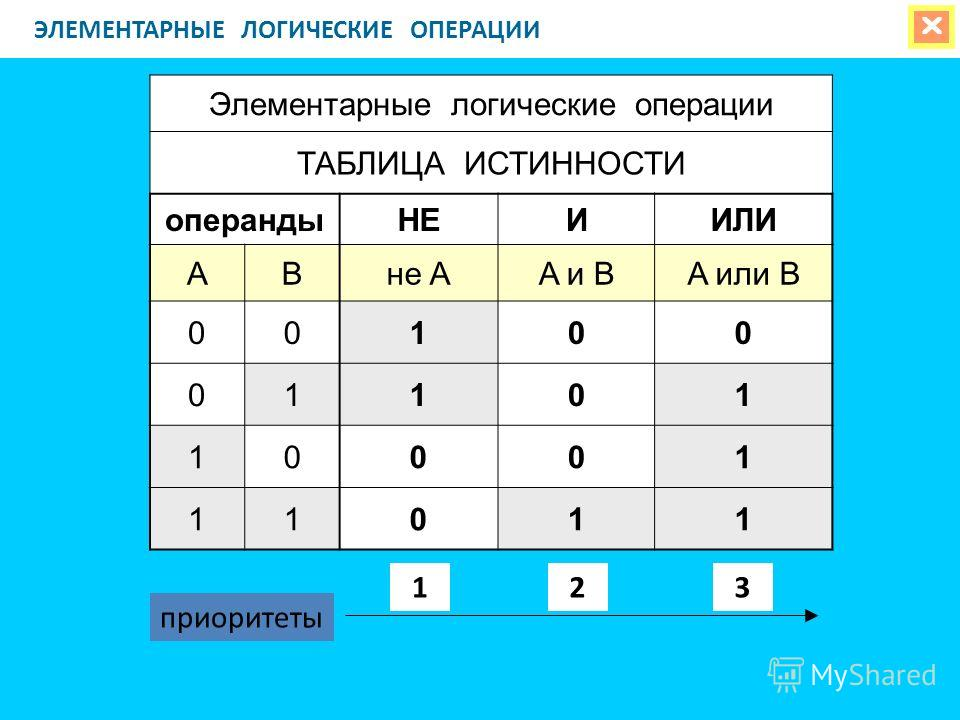 ЭЛЕМЕНТАРНЫЕ ЛОГИЧЕСКИЕ ОПЕРАЦИИ
Элементарные логические операции
ТАБЛИЦА ИСТИННОСТИ
операнды НЕ И ИЛИ
А В не А А и В А или В
0 0 1 0 0
0 1 1 0 1
1 0 0 0 1
1 1 0 1 1
1 2 3
приоритеты
MyShared